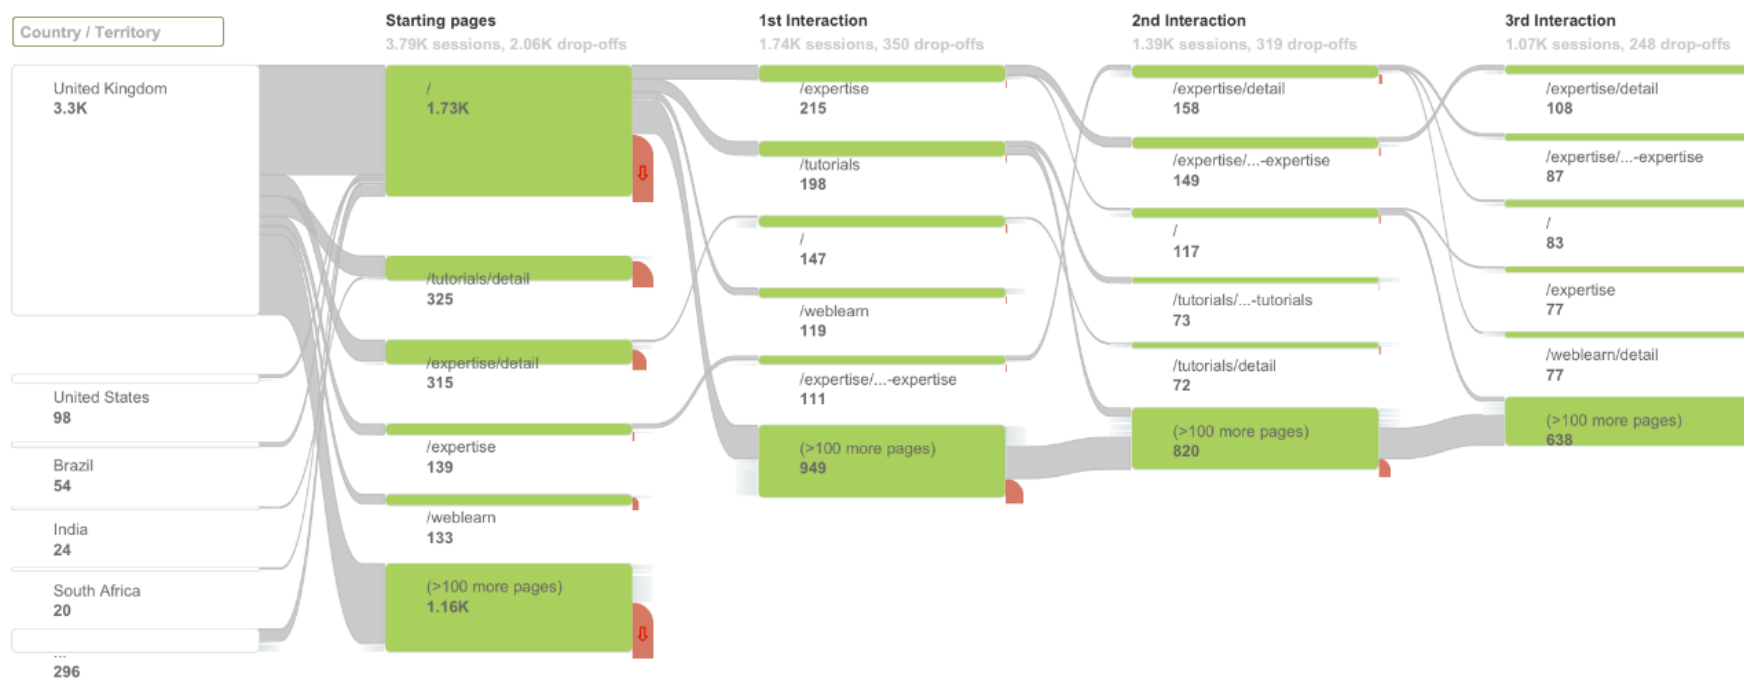 Country / Territory
United Kingdom
3.3K
United States
98
Brazil
54
India
24
South Africa
20
...
296
Starting pages
3.79K sessions, 2.06K drop-offs
/
1.73K
/tutorials/detail
325
/expertise/detail
315
/expertise
139
/weblearn
133
(>100 more pages)
1.16K
1st Interaction
1.74K sessions, 350 drop-offs
/expertise
215
/tutorials
198
/
147
/weblearn
119
/expertise/...-expertise
111
(>100 more pages)
949
2nd Interaction
1.39K sessions, 319 drop-offs
/expertise/detail
158
/expertise/...-expertise
149
/
117
/tutorials/...-tutorials
73
/tutorials/detail
72
(>100 more pages)
820
3rd Interaction
1.07K sessions, 248 drop-offs
/expertise/detail
108
/expertise/...-expertise
87
/
83
/expertise
77
/weblearn/detail
77
(>100 more pages)
638